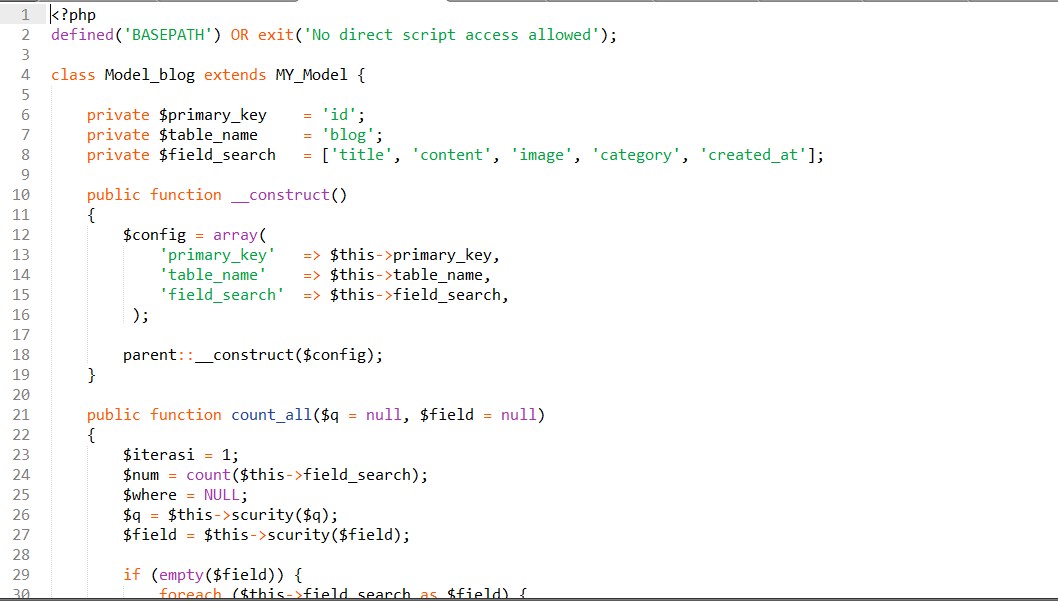 1 <?php
2 defined('BASEPATH') OR exit('No direct script access allowed');
3
4 class Model_blog extends MY_Model {
5
6     private $primary_key    = 'id';
7     private $table_name     = 'blog';
8     private $field_search   = ['title', 'content', 'image', 'category', 'created_at'];
9
10     public function __construct()
11     {
12         $config = array(
13             'primary_key'   => $this->primary_key,
14             'table_name'    => $this->table_name,
15             'field_search'  => $this->field_search,
16          );
17
18         parent::__construct($config);
19     }
20
21     public function count_all($q = null, $field = null)
22     {
23         $iterasi = 1;
24         $num = count($this->field_search);
25         $where = NULL;
26         $q = $this->scurity($q);
27         $field = $this->scurity($field);
28
29         if (empty($field)) {
30             foreach ($this->field_search as $field) {